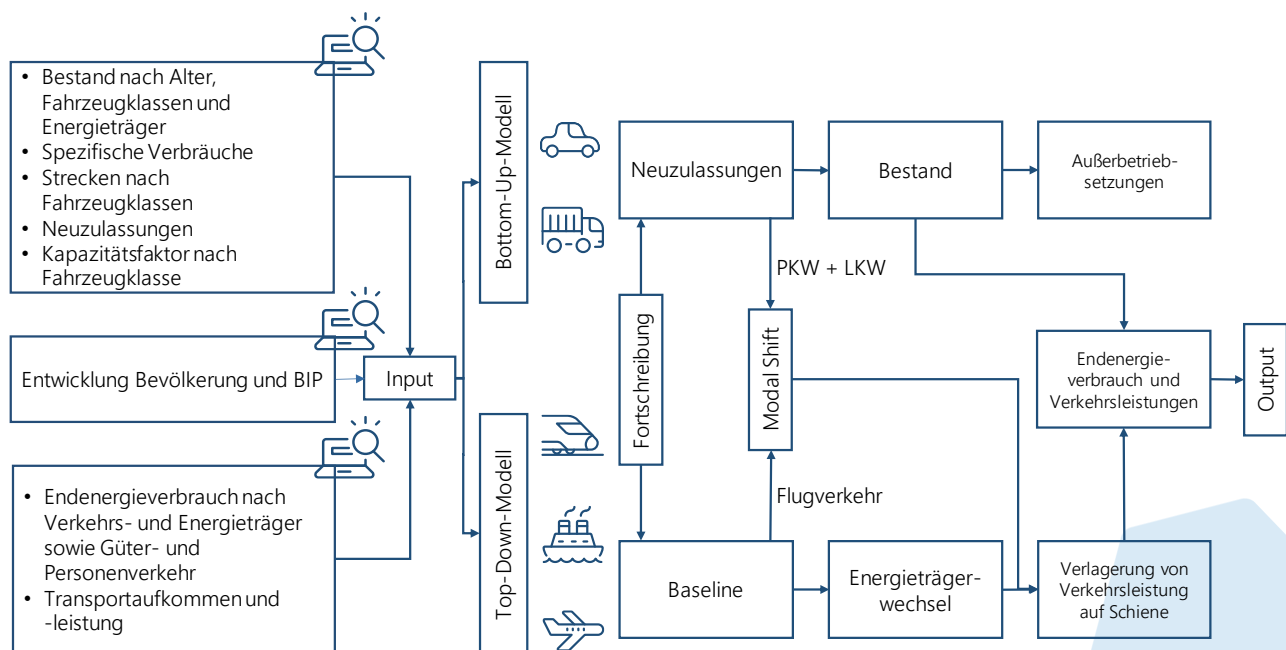 • Bestand nach Alter,
Fahrzeugklassen und
Energieträger
• Spezifische Verbräuche
• Strecken nach
Fahrzeugklassen
• Neuzulassungen
• Kapazitätsfaktor nach
Fahrzeugklasse
Entwicklung Bevölkerung und BIP
• Endenergieverbrauch nach
Verkehrs- und Energieträger
sowie Güter- und
Personenverkehr
• Transportaufkommen und
-leistung
Input
Bottom-Up-Modell
Top-Down-Modell
Neuzulassungen
Bestand
Außerbetrieb-
setzungen
PKW + LKW
Fortschreibung
Modal Shift
Flugverkehr
Endenergie-
verbrauch und
Verkehrsleistungen
Output
Baseline
Energieträger-
wechsel
Verlagerung von
Verkehrsleistung
auf Schiene